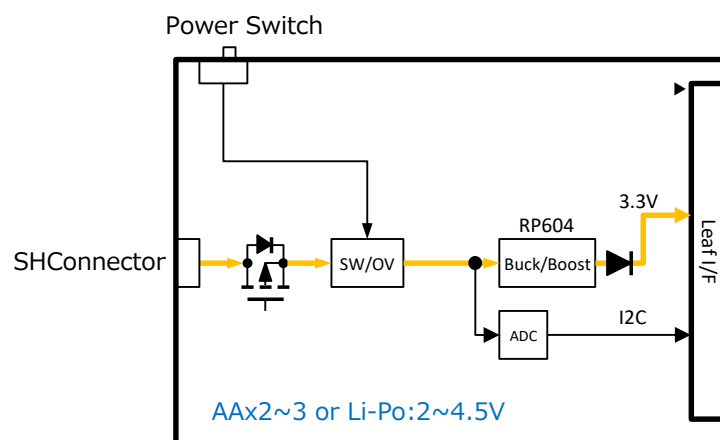 Power Switch
3.3V
RP604
SHConnector
SW/OV
Buck/Boost
Leaf I/F
ADC
I2C
AAx2~3 or Li-Po:2~4.5V